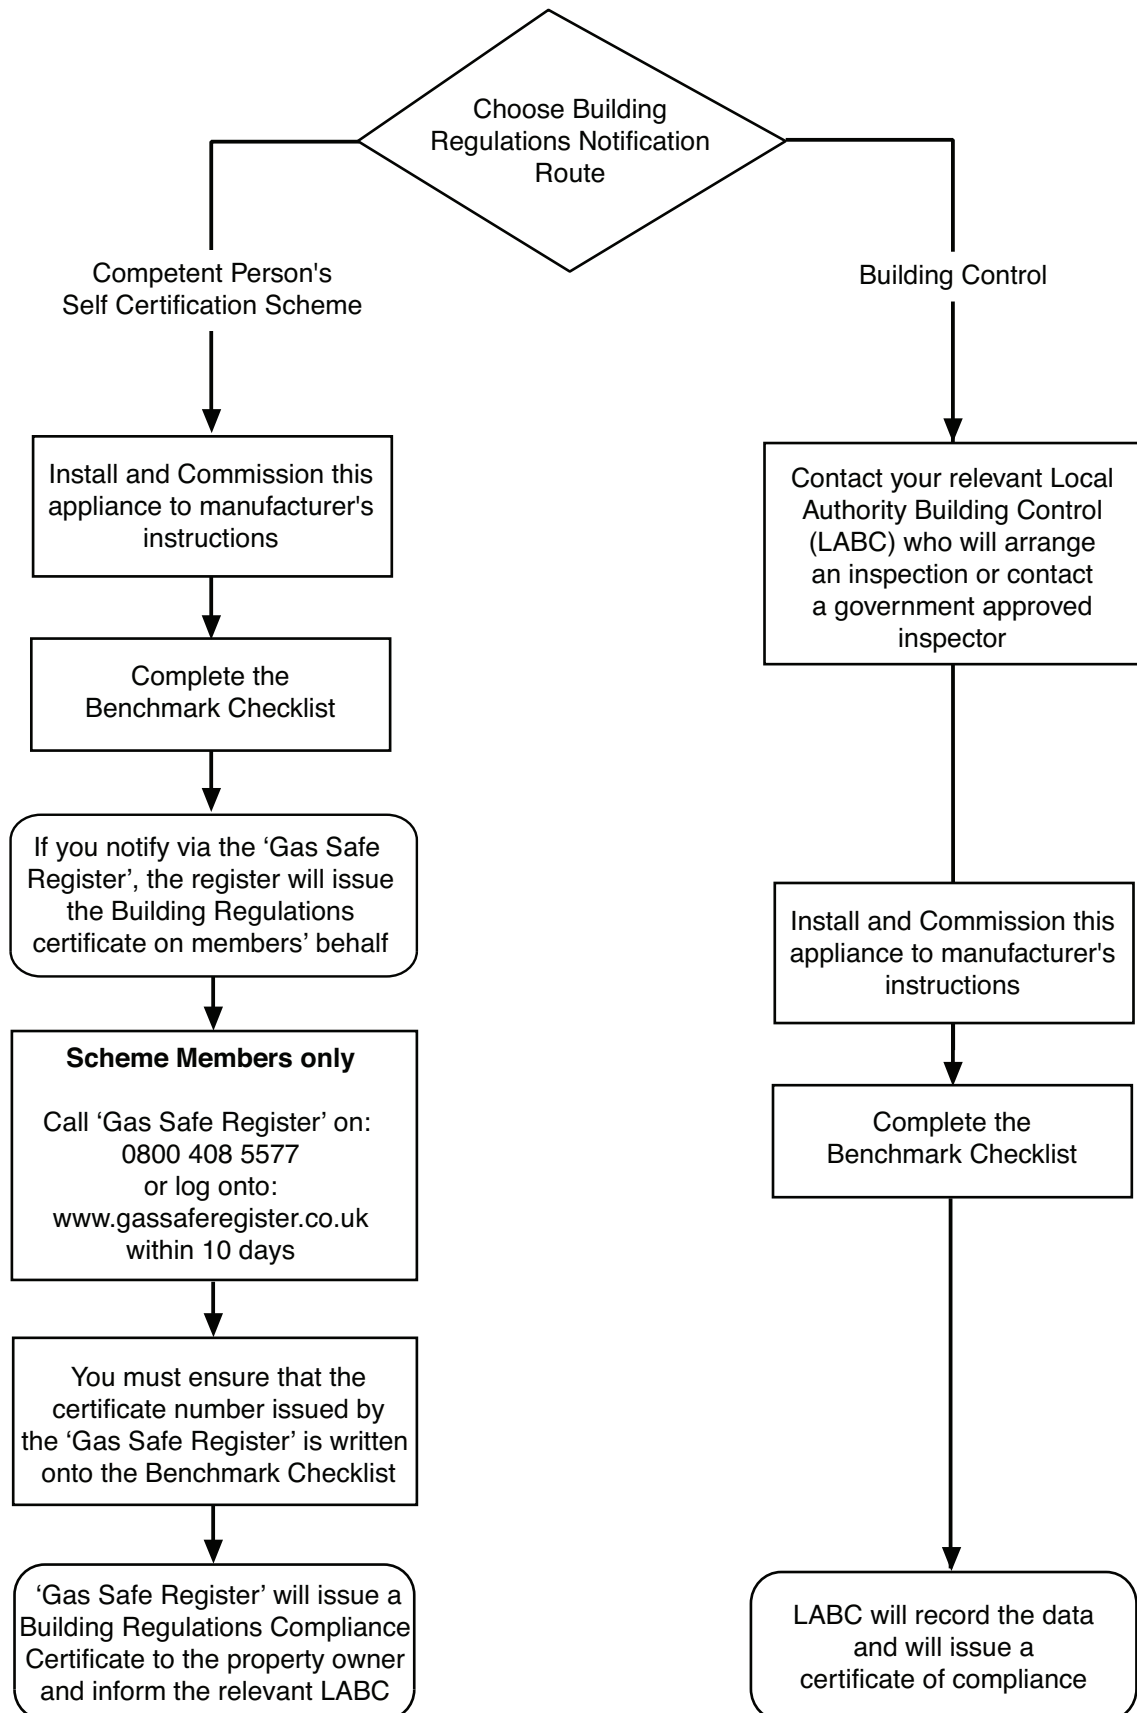 Choose Building
Regulations Notification
Route
Competent Person's
Self Certification Scheme
Building Control
Install and Commission this
appliance to manufacturer's
instructions
Contact your relevant Local
Authority Building Control
(LABC) who will arrange
an inspection or contact
a government approved
inspector
Complete the
Benchmark Checklist
If you notify via the ‘Gas Safe
Register’, the register will issue
the Building Regulations
certificate on members’ behalf
Install and Commission this
appliance to manufacturer's
instructions
Scheme Members only
Call ‘Gas Safe Register’ on:
0800 408 5577
or log onto:
www.gassaferegister.co.uk
within 10 days
Complete the
Benchmark Checklist
You must ensure that the
certificate number issued by
the ‘Gas Safe Register’ is written
onto the Benchmark Checklist
‘Gas Safe Register’ will issue a
Building Regulations Compliance
Certificate to the property owner
and inform the relevant LABC
LABC will record the data
and will issue a
certificate of compliance